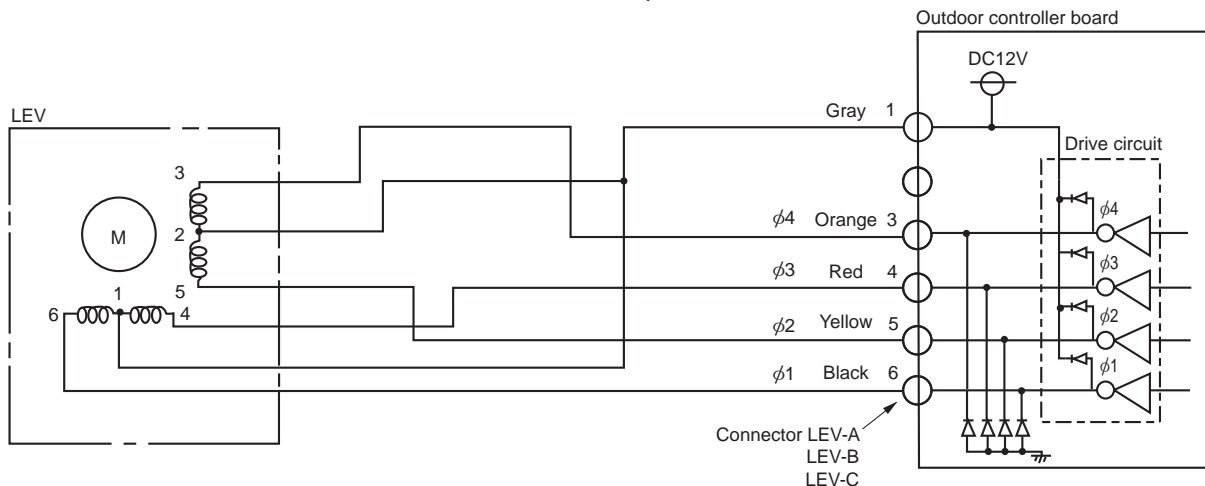 Outdoor controller board
DC12V
LEV
Gray 1
Drive circuit
3
ϕ4 Orange 3
ϕ4
M
2
ϕ3 Red 4
ϕ3
5
1
6 4
ϕ2 Yellow 5
ϕ2
ϕ1 Black 6
ϕ1
Connector LEV-A
LEV-B
LEV-C